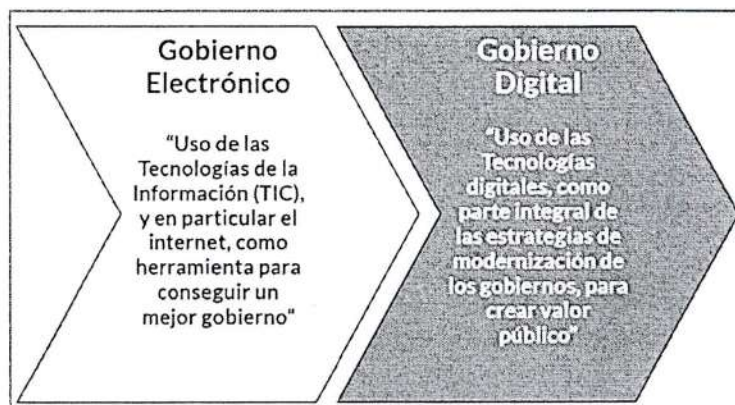 Gobierno
Electrónico
“Uso de las
Tecnologías de la
Información (TIC),
y en particular el
internet, como
herramienta para
conseguir un
mejor gobierno”
Gobierno
Digital
“Uso de las
Tecnologías
digitales, como
parte integral de
las estrategias de
modernización de
los gobiernos, para
crear valor
público”